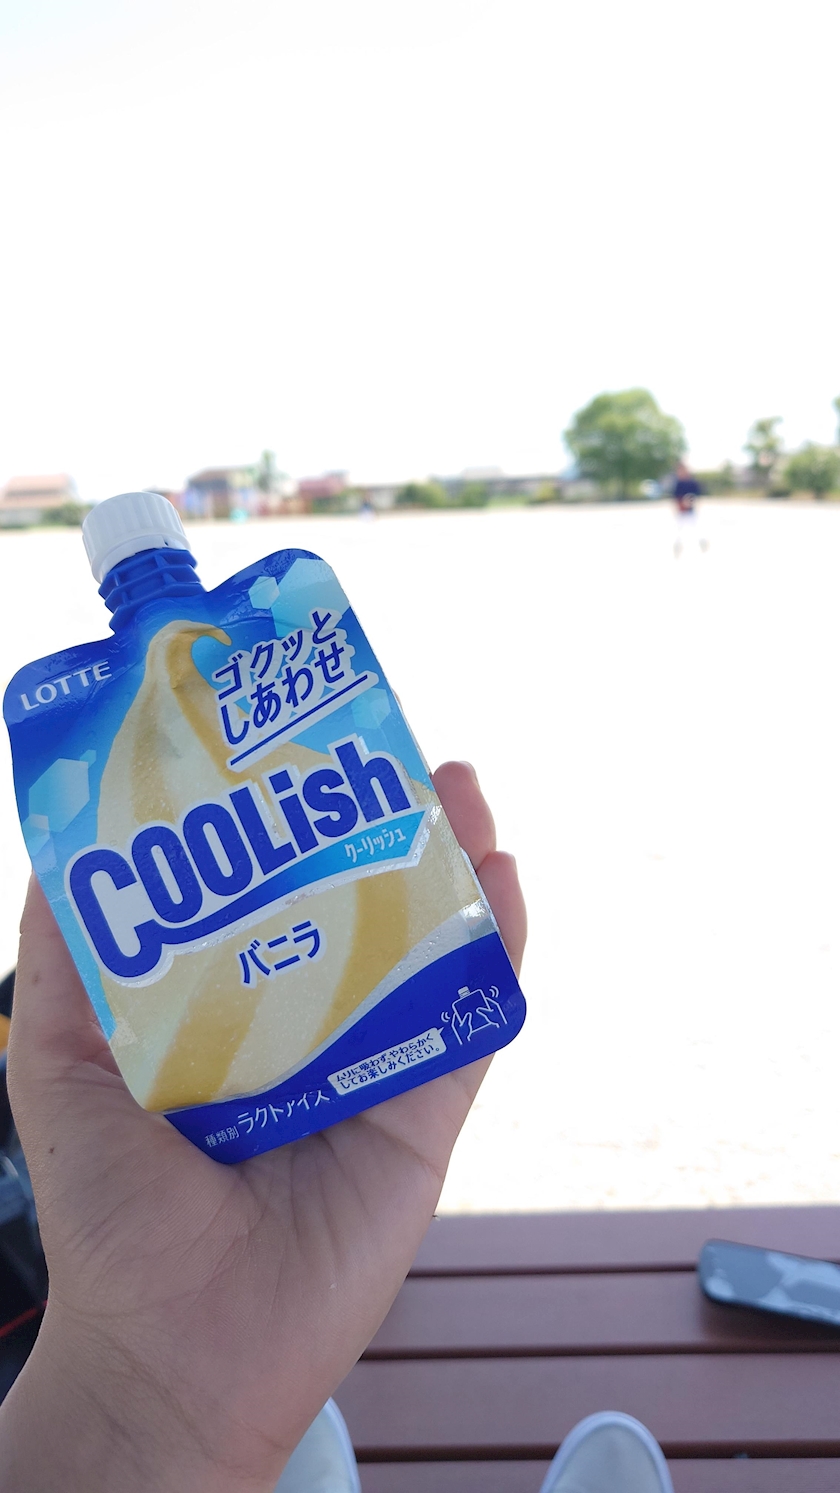 LOTTE
ゴクッと
しあわせ
COOLish
クーリッシュ
バニラ
ムリに吸わずやわらかく
してお楽しみください。
種類別 ラクトアイス